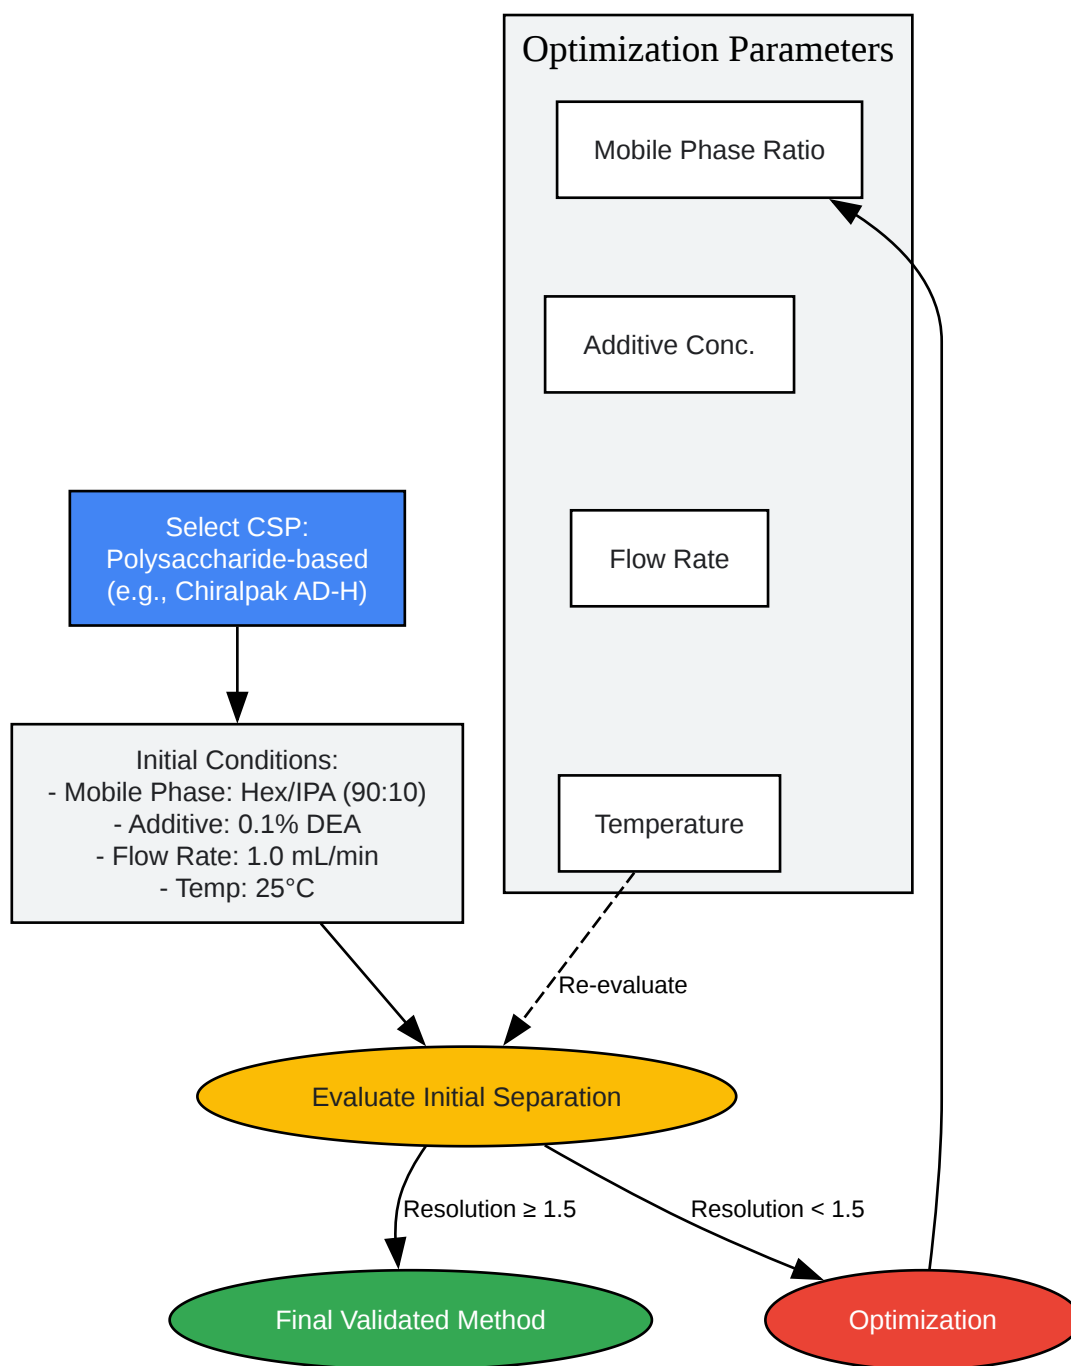 Optimization Parameters
Mobile Phase Ratio
Additive Conc.
Flow Rate
Temperature
Select CSP:
Polysaccharide-based
(e.g., Chiralpak AD-H)
Initial Conditions:
- Mobile Phase: Hex/IPA (90:10)
- Additive: 0.1% DEA
- Flow Rate: 1.0 mL/min
- Temp: 25°C
Re-evaluate
Evaluate Initial Separation
Resolution ≥ 1.5
Resolution < 1.5
Final Validated Method
Optimization